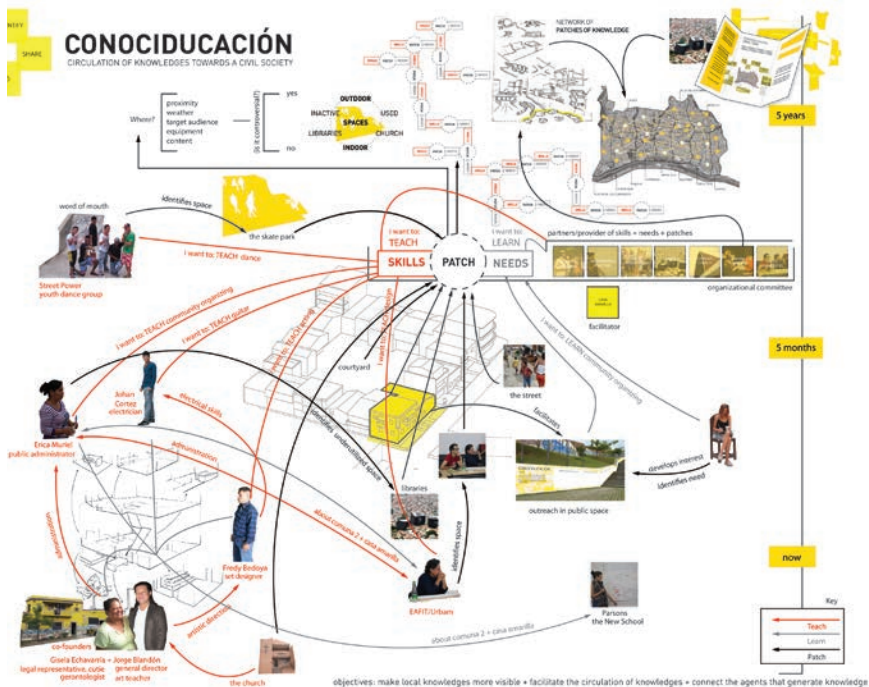 SHARE
CONOCIDUCACIÓN
CIRCULATION OF KNOWLEDGES TOWARDS A CIVIL SOCIETY
NETWORK OF
PATCHES OF KNOWLEDGE
5 years
Where?
proximity
weather
target audience
equipment
content
(is it controversial?)
yes
no
OUTDOOR
INACTIVE
USED
SPACES
LIBRARIES
CHURCH
INDOOR
word of mouth
identifies space
the skate park
I want to: TEACH dance
Street Power
youth dance group
i want to:
TEACH
SKILLS
PATCH
I want to:
LEARN
NEEDS
partners/provider of skills + needs + patches
organizational committee
facilitator
5 months
I want to: TEACH community organizing
I want to: TEACH guitar
I want to: TEACH acting
I want to: TEACH design
I want to: LEARN community organizing
courtyard
the street
Johan
Cortez
electrician
electrical skills
Erica Muriel
public administrator
administration
identifies underutilized space
facilitates
libraries
develops interest
Identifies need
outreach in public space
about comuna 2 + casa amarilla
identifies space
Fredy Bedoya
art designer
artistic direction
EAFIT/Urbam
now
Parsons
the New School
about comuna 2 + casa amarilla
co-founders
Gisela Echavarria + Jorge Blandón
legal representative, cutie general director
gerontologist art teacher
the church
Key
Teach
Learn
Patch
objectives: make local knowledges more visible + facilitate the circulation of knowledges + connect the agents that generate knowledge